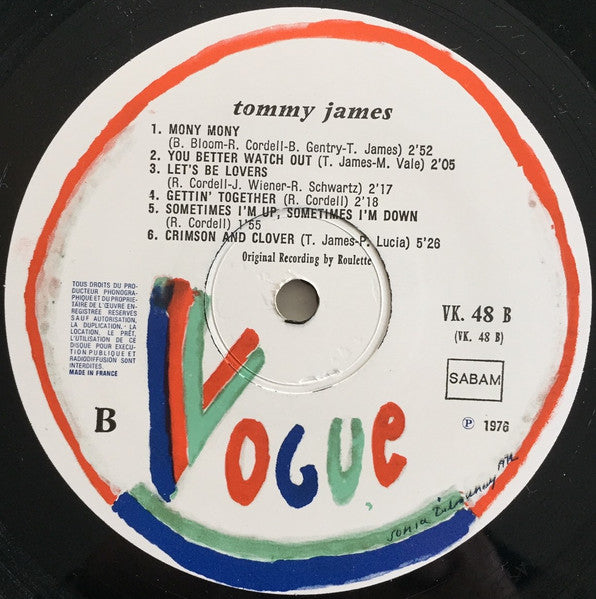 tommy james
1. MONY MONY
(B. Bloom-R. Cordell-B. Gentry-T. James) 2'52
2. YOU BETTER WATCH OUT (T. James-M. Vale) 2'05
3. LET'S BE LOVERS
(R. Cordell-J. Wiener-R. Schwartz) 2'17
4. GETTIN' TOGETHER (R. Cordell) 2'18
5. SOMETIMES I'M UP, SOMETIMES I'M DOWN
(R. Cordell) 1'55
6. CRIMSON AND CLOVER (T. James-P. Lucia) 5'26
Original Recording by Roulette
TOUS DROITS DU PRO-
DUCTEUR PHONOGRA-
PHIQUE ET DU PROPRIE-
TAIRE DE L'ŒUVRE EN-
REGISTREE RESERVES
SAUF AUTORISATION,
LA DUPLICATION, - LA
LOCATION, LE PRÊT,
L'UTILISATION DE CE
DISQUE POUR EXECU-
TION PUBLIQUE ET
RADIODIFFUSION SONT
INTERDITES.
MADE IN FRANCE
VK. 48 B
(VK. 48 B)
SABAM
B
Ⓟ 1976
VOGUE
sonia delaunay